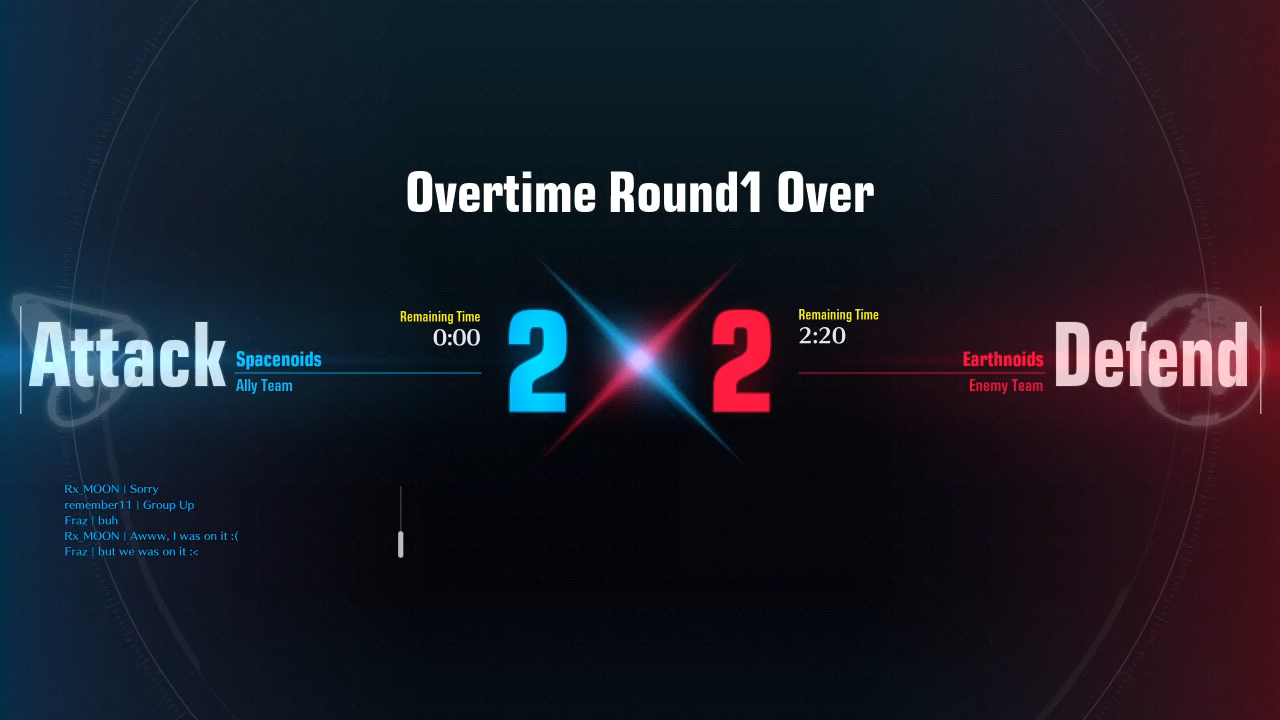 Overtime Round1 Over
Attack
Spacenoids
Ally Team
Remaining Time
0:00
2
2
Remaining Time
2:20
Earthnoids
Enemy Team
Defend
Rx_MOON | Sorry
remember11 | Group Up
Fraz | buh
Rx_MOON | Awww, I was on it :(
Fraz | but we was on it :<